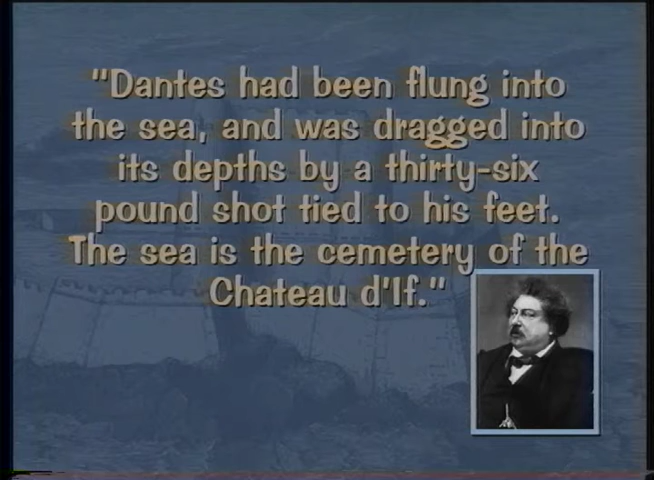 "Dantes had been flung into
the sea, and was dragged into
its depths by a thirty-six
pound shot tied to his feet.
The sea is the cemetery of the
Chateau d'If."